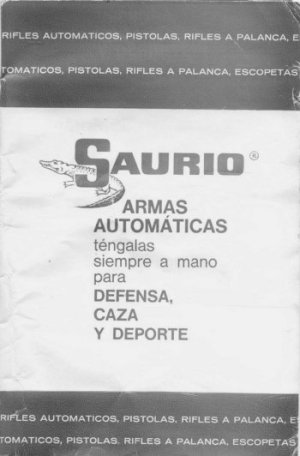 RIFLES AUTOMATICOS, PISTOLAS, RIFLES A PALANCA, E
TOMATICOS, PISTOLAS, RIFLES A PALANCA, ESCOPETAS
SAURIO®
ARMAS
AUTOMÁTICAS
téngalas
siempre a mano
para
DEFENSA,
CAZA
Y DEPORTE
RIFLES AUTOMATICOS, PISTOLAS, RIFLES A PALANCA, E
TOMATICOS, PISTOLAS, RIFLES A PALANCA, ESCOPETAS